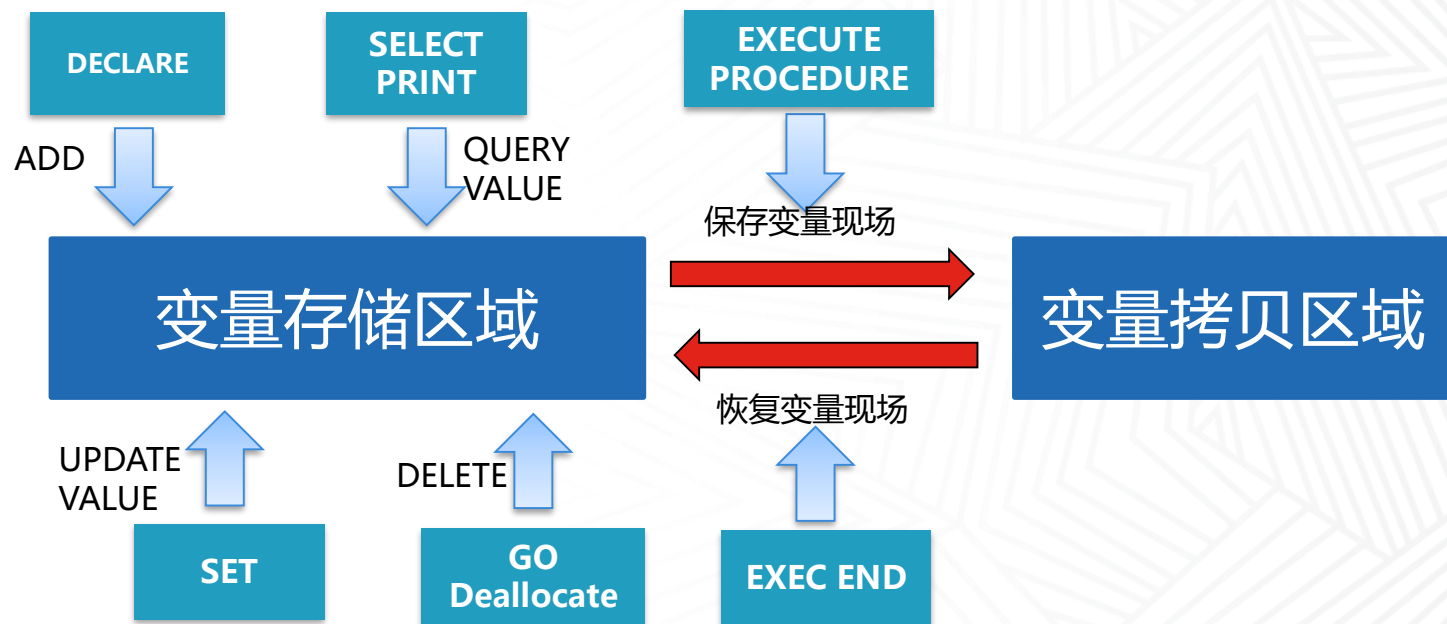 DECLARE
SELECT
PRINT
EXECUTE
PROCEDURE
ADD
QUERY
VALUE
保存变量现场
变量存储区域
变量拷贝区域
恢复变量现场
UPDATE
VALUE
DELETE
SET
GO
Deallocate
EXEC END